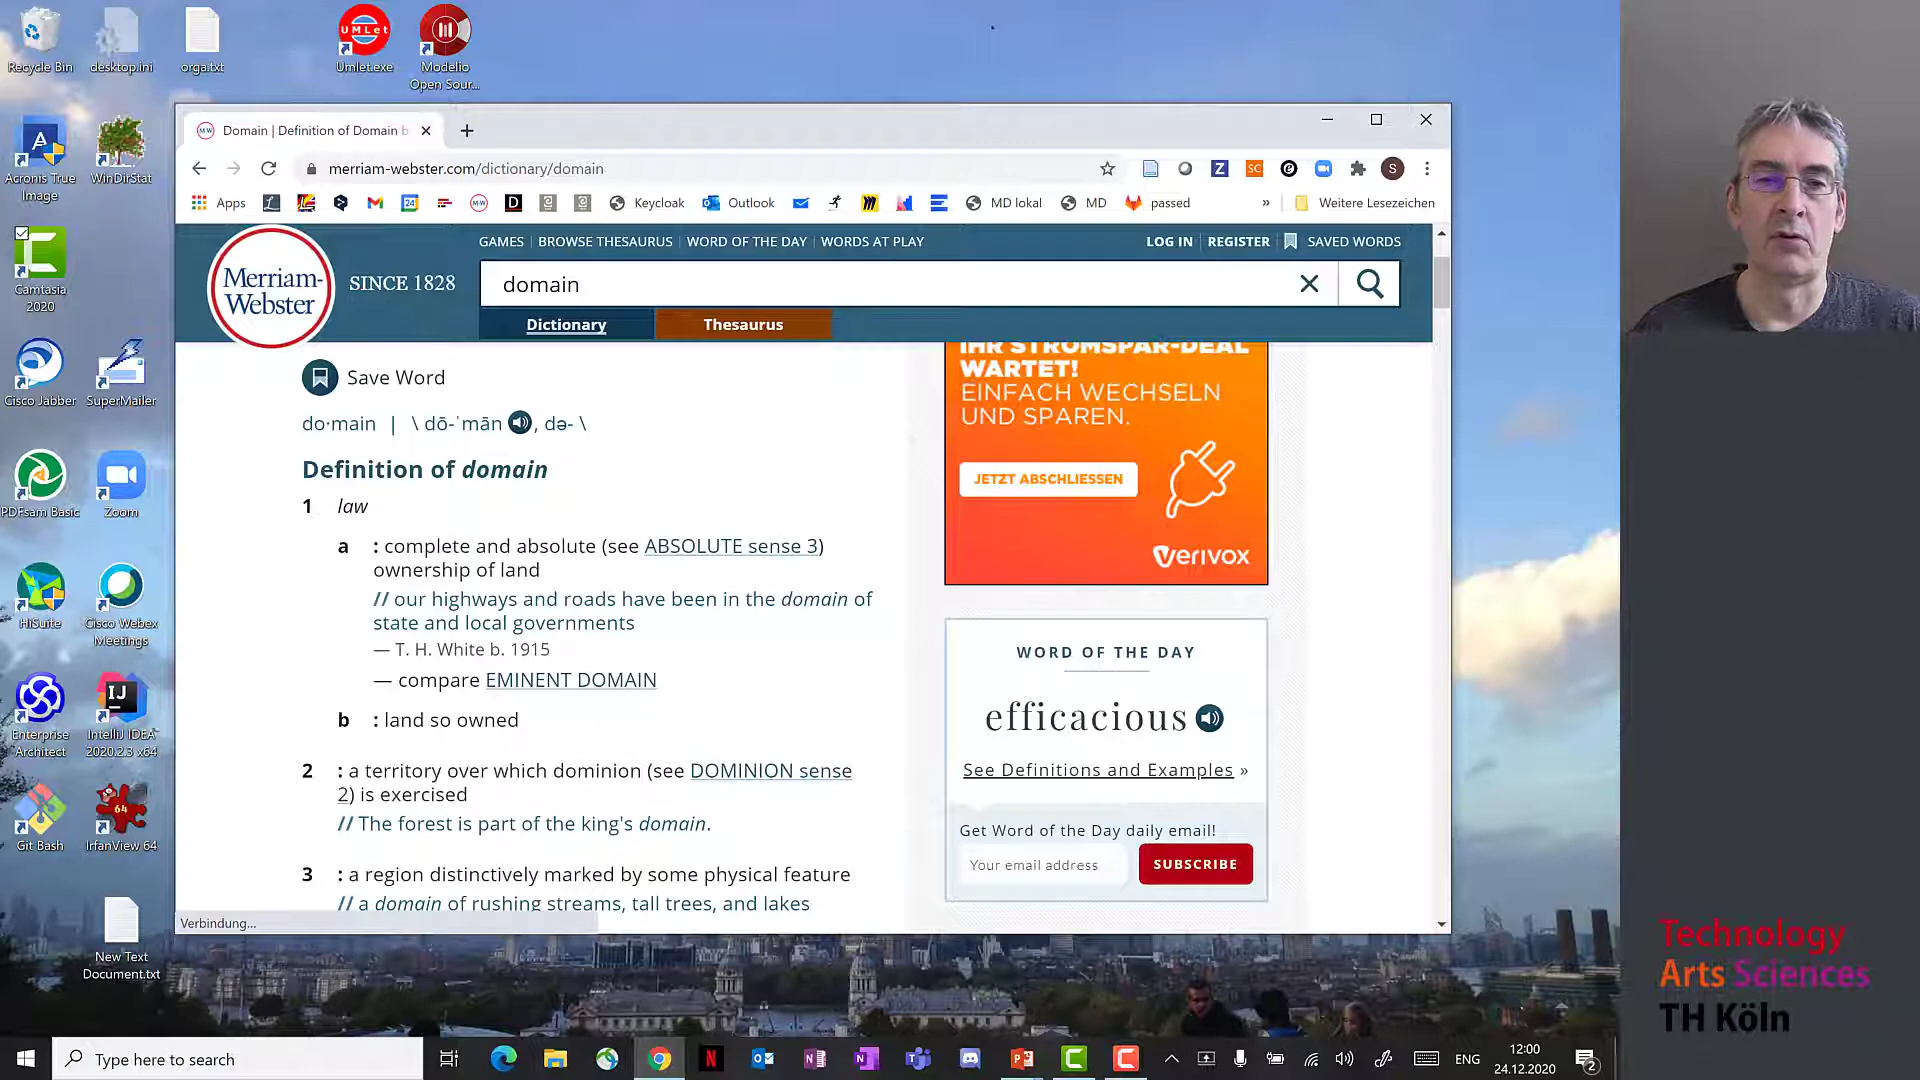 Recycle Bin
desktop.ini
orga.txt
UMLet
Umlet.exe
Modelio
Open Sour...
Acronis True
Image
WinDirStat
Camtasia
2020
Cisco Jabber
SuperMailer
PDFsam Basic
Zoom
HiSuite
Cisco Webex
Meetings
Enterprise
Architect
IntelliJ IDEA
2020.2.3 x64
Git Bash
IrfanView 64
New Text
Document.txt
Domain | Definition of Domain b
merriam-webster.com/dictionary/domain
Apps
Keycloak
Outlook
MD lokal
MD
passed
»
Weitere Lesezeichen
Merriam-
Webster
SINCE 1828
GAMES | BROWSE THESAURUS | WORD OF THE DAY | WORDS AT PLAY
LOG IN | REGISTER SAVED WORDS
domain
Dictionary
Thesaurus
Save Word
do·main | \ dō-ˈmān , də- \
Definition of domain
1 law
a : complete and absolute (see ABSOLUTE sense 3)
ownership of land
// our highways and roads have been in the domain of
state and local governments
— T. H. White b. 1915
— compare EMINENT DOMAIN
b : land so owned
2 : a territory over which dominion (see DOMINION sense
2) is exercised
// The forest is part of the king's domain.
3 : a region distinctively marked by some physical feature
// a domain of rushing streams, tall trees, and lakes
Verbindung...
IHR STROMSPAR-DEAL
WARTET!
EINFACH WECHSELN
UND SPAREN.
JETZT ABSCHLIESSEN
verivox
WORD OF THE DAY
efficacious
See Definitions and Examples »
Get Word of the Day daily email!
Your email address
SUBSCRIBE
Technology
Arts Sciences
TH Köln
Type here to search
ENG
12:00
24.12.2020
2